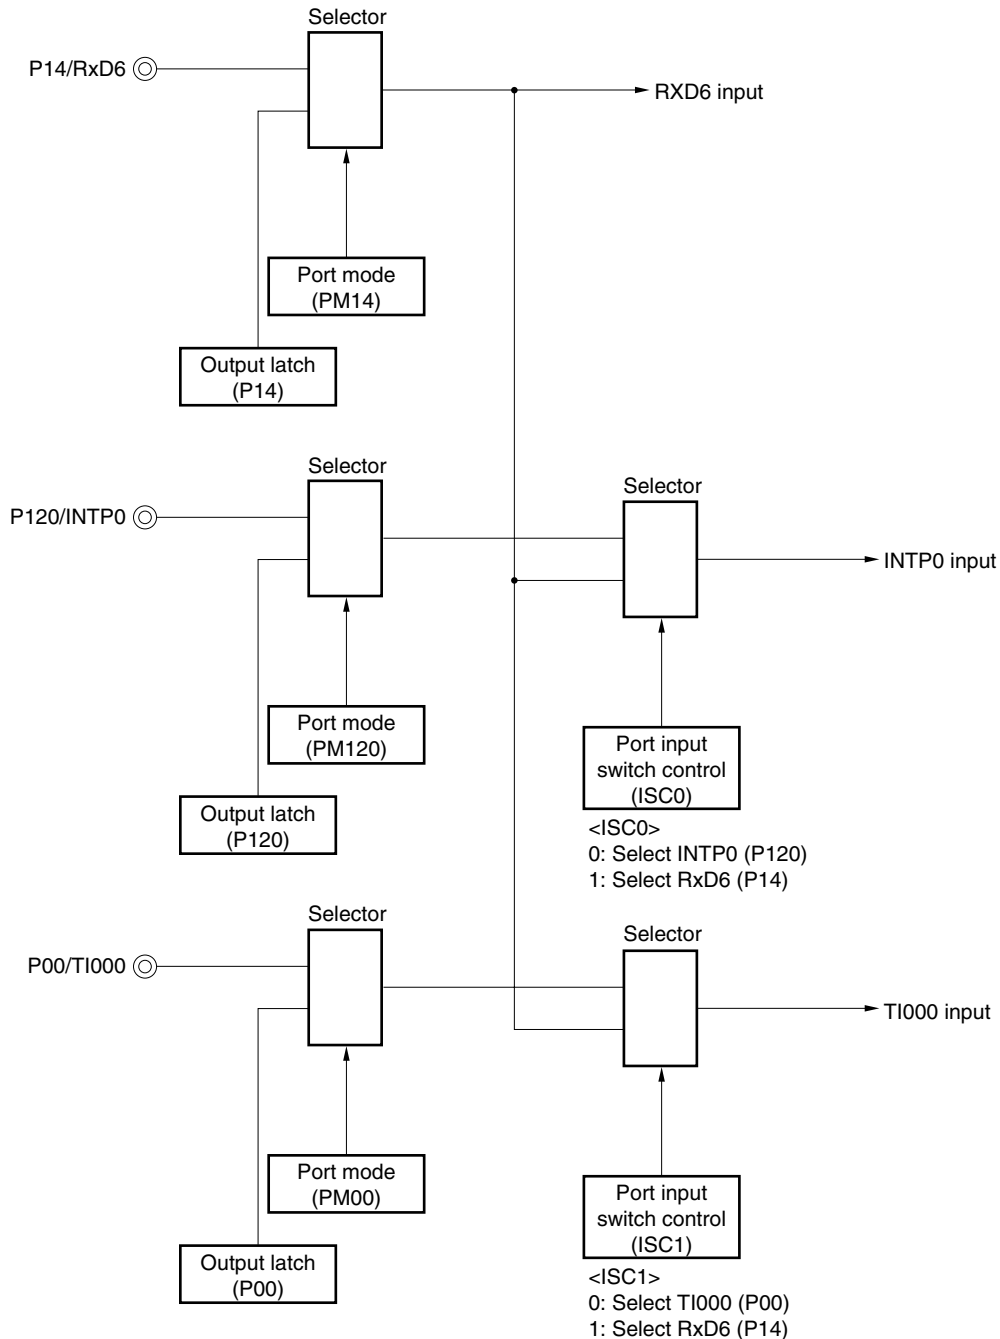 Selector
P14/RxD6
RXD6 input
Port mode
(PM14)
Output latch
(P14)
Selector
P120/INTP0
Selector
INTP0 input
Port mode
(PM120)
Output latch
(P120)
Port input
switch control
(ISC0)
<ISC0>
0: Select INTP0 (P120)
1: Select RxD6 (P14)
Selector
P00/TI000
Selector
TI000 input
Port mode
(PM00)
Output latch
(P00)
Port input
switch control
(ISC1)
<ISC1>
0: Select TI000 (P00)
1: Select RxD6 (P14)